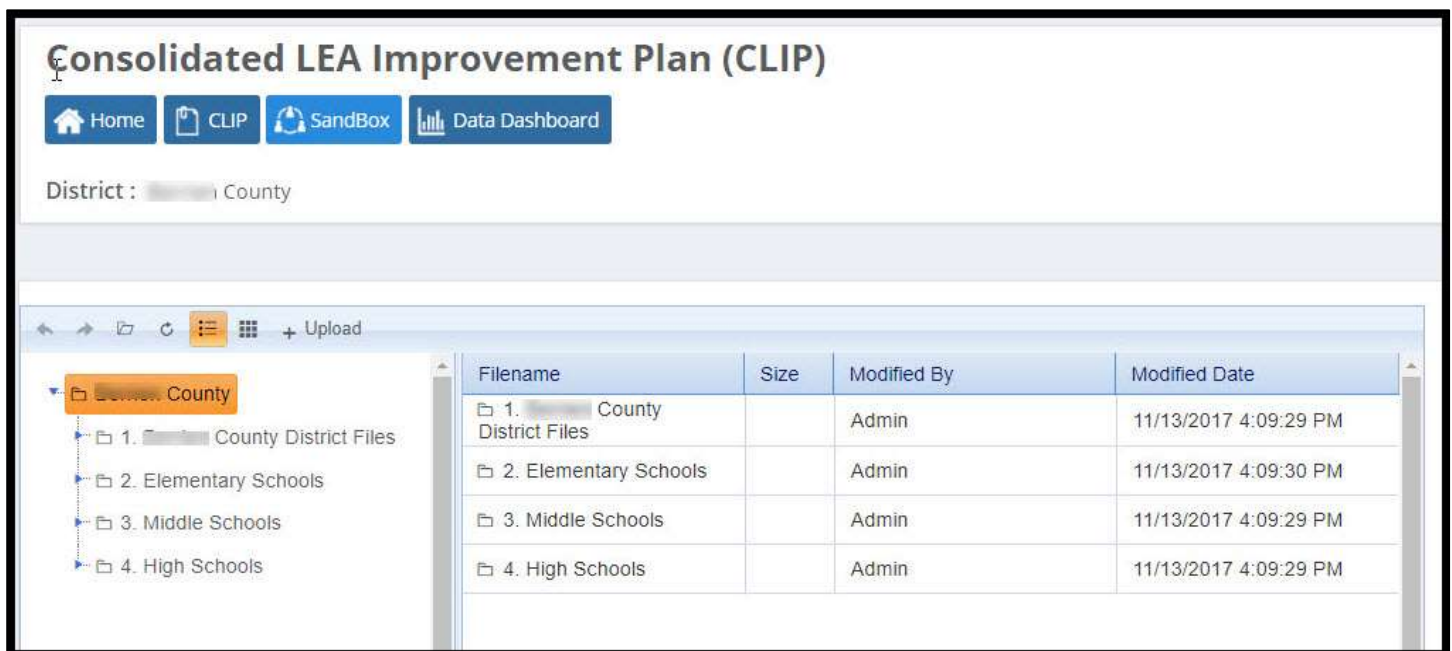 Consolidated LEA Improvement Plan (CLIP)
Home CLIP SandBox Data Dashboard
District : County
+ Upload
County
1. County District Files
2. Elementary Schools
3. Middle Schools
4. High Schools
Filename Size Modified By Modified Date
1. County
District Files Admin 11/13/2017 4:09:29 PM
2. Elementary Schools Admin 11/13/2017 4:09:30 PM
3. Middle Schools Admin 11/13/2017 4:09:29 PM
4. High Schools Admin 11/13/2017 4:09:29 PM